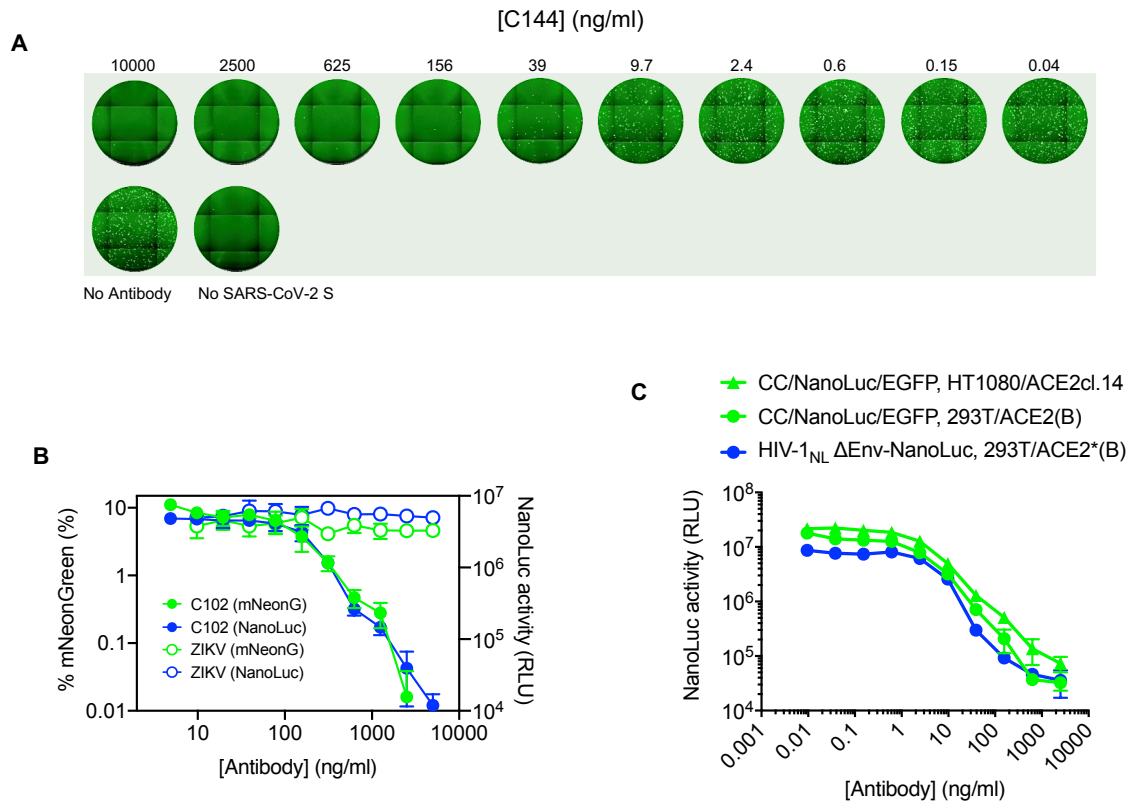 [C144] (ng/ml)
A
10000 2500 625 156 39 9.7 2.4 0.6 0.15 0.04
No Antibody No SARS-CoV-2 S
B
% mNeonGreen (%)
10
1
0.1
0.01
C102 (mNeonG)
C102 (NanoLuc)
ZIKV (mNeonG)
ZIKV (NanoLuc)
10⁷
10⁶
10⁵
10⁴
NanoLuc activity (RLU)
10 100 1000 10000
[Antibody] (ng/ml)
C
CC/NanoLuc/EGFP, HT1080/ACE2cl.14
CC/NanoLuc/EGFP, 293T/ACE2(B)
HIV-1NL ΔEnv-NanoLuc, 293T/ACE2*(B)
NanoLuc activity (RLU)
10⁸
10⁷
10⁶
10⁵
10⁴
0.001 0.01 0.1 1 10 100 1000 10000
[Antibody] (ng/ml)